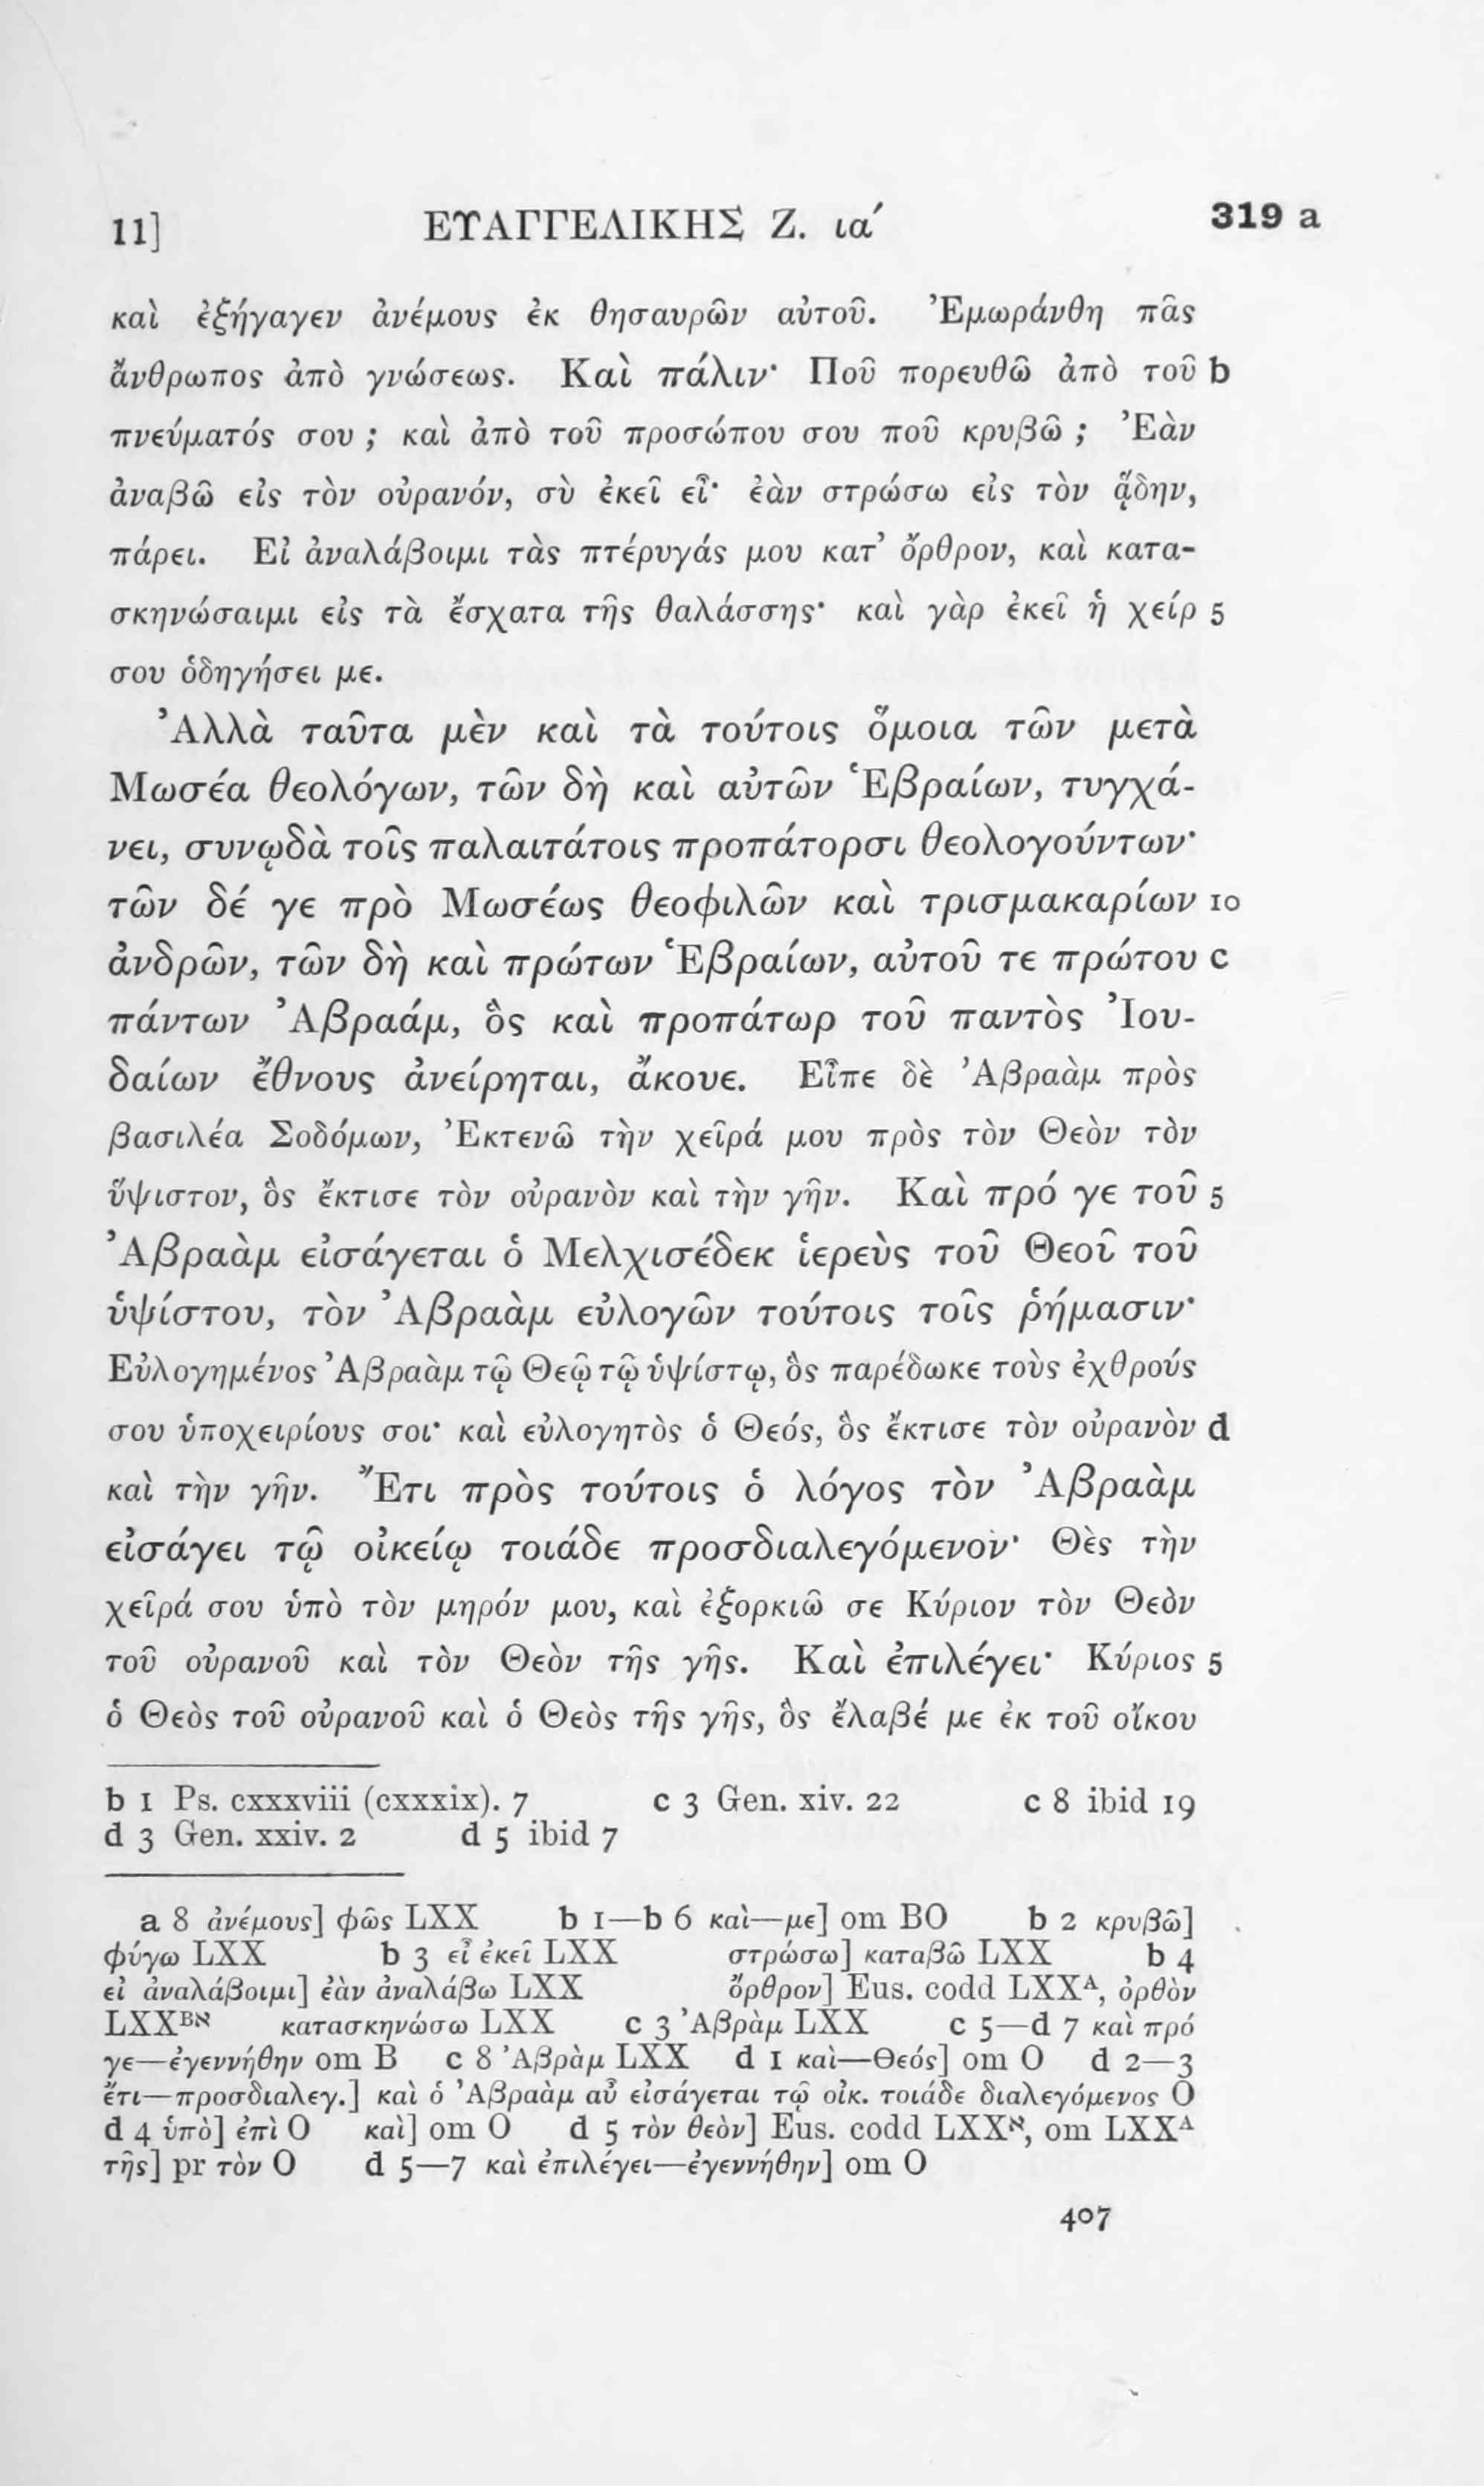 11] ΕΥΑΓΓΕΛΙΚΗΣ Ζ. ια´ 319 a
καὶ ἐξήγαγεν ἀνέμους ἐκ θησαυρῶν αὐτοῦ. Ἐμωράνθη πᾶς
ἄνθρωπος ἀπὸ γνώσεως. Καὶ πάλιν· Ποῦ πορευθῶ ἀπὸ τοῦ b
πνεύματός σου ; καὶ ἀπὸ τοῦ προσώπου σου ποῦ κρυβῶ ; Ἐὰν
ἀναβῶ εἰς τὸν οὐρανόν, σὺ ἐκεῖ εἶ· ἐὰν στρώσω εἰς τὸν ᾅδην,
πάρει. Εἰ ἀναλάβοιμι τὰς πτέρυγάς μου κατ’ ὄρθρον, καὶ κατα-
σκηνώσαιμι εἰς τὰ ἔσχατα τῆς θαλάσσης· καὶ γὰρ ἐκεῖ ἡ χείρ 5
σου ὁδηγήσει με.
Ἀλλὰ ταῦτα μὲν καὶ τὰ τούτοις ὅμοια τῶν μετὰ
Μωσέα θεολόγων, τῶν δὴ καὶ αὐτῶν Ἑβραίων, τυγχά-
νει, συνῳδὰ τοῖς παλαιτάτοις προπάτορσι θεολογούντων·
τῶν δέ γε πρὸ Μωσέως θεοφιλῶν καὶ τρισμακαρίων 10
ἀνδρῶν, τῶν δὴ καὶ πρώτων Ἑβραίων, αὐτοῦ τε πρώτου c
πάντων Ἀβραάμ, ὃς καὶ προπάτωρ τοῦ παντὸς Ἰου-
δαίων ἔθνους ἀνείρηται, ἄκουε. Εἶπε δὲ Ἀβραὰμ πρὸς
βασιλέα Σοδόμων, Ἐκτενῶ τὴν χεῖρά μου πρὸς τὸν Θεὸν τὸν
ὕψιστον, ὃς ἔκτισε τὸν οὐρανὸν καὶ τὴν γῆν. Καὶ πρό γε τοῦ 5
Ἀβραὰμ εἰσάγεται ὁ Μελχισέδεκ ἱερεὺς τοῦ Θεοῦ τοῦ
ὑψίστου, τὸν Ἀβραὰμ εὐλογῶν τούτοις τοῖς ῥήμασιν·
Εὐλογημένος Ἀβραὰμ τῷ Θεῷ τῷ ὑψίστῳ, ὃς παρέδωκε τοὺς ἐχθρούς
σου ὑποχειρίους σοι· καὶ εὐλογητὸς ὁ Θεός, ὃς ἔκτισε τὸν οὐρανὸν d
καὶ τὴν γῆν. Ἔτι πρὸς τούτοις ὁ λόγος τὸν Ἀβραὰμ
εἰσάγει τῷ οἰκείῳ τοιάδε προσδιαλεγόμενον· Θὲς τὴν
χεῖρά σου ὑπὸ τὸν μηρόν μου, καὶ ἐξορκιῶ σε Κύριον τὸν Θεὸν
τοῦ οὐρανοῦ καὶ τὸν Θεὸν τῆς γῆς. Καὶ ἐπιλέγει· Κύριος 5
ὁ Θεὸς τοῦ οὐρανοῦ καὶ ὁ Θεὸς τῆς γῆς, ὃς ἔλαβέ με ἐκ τοῦ οἴκου
b 1 Ps. cxxxviii (cxxxix). 7 c 3 Gen. xiv. 22 c 8 ibid 19
d 3 Gen. xxiv. 2 d 5 ibid 7
a 8 ἀνέμους] φῶς LXX b 1—b 6 καὶ—με] om BO b 2 κρυβῶ]
φύγω LXX b 3 εἶ ἐκεῖ LXX στρώσω] καταβῶ LXX b 4
εἰ ἀναλάβοιμι] ἐὰν ἀναλάβω LXX ὄρθρον] Eus. codd LXXᴬ, ὀρθὸν
LXXᴮא κατασκηνώσω LXX c 3 Ἀβρὰμ LXX c 5—d 7 καὶ πρό
γε—ἐγεννήθην om B c 8 Ἀβρὰμ LXX d 1 καὶ—Θεός] om O d 2—3
ἔτι—προσδιαλεγ.] καὶ ὁ Ἀβραὰμ αὖ εἰσάγεται τῷ οἰκ. τοιάδε διαλεγόμενος O
d 4 ὑπὸ] ἐπὶ O καὶ] om O d 5 τὸν θεὸν] Eus. codd LXXא, om LXXᴬ
τῆς] pr τὸν O d 5—7 καὶ ἐπιλέγει—ἐγεννήθην] om O
407